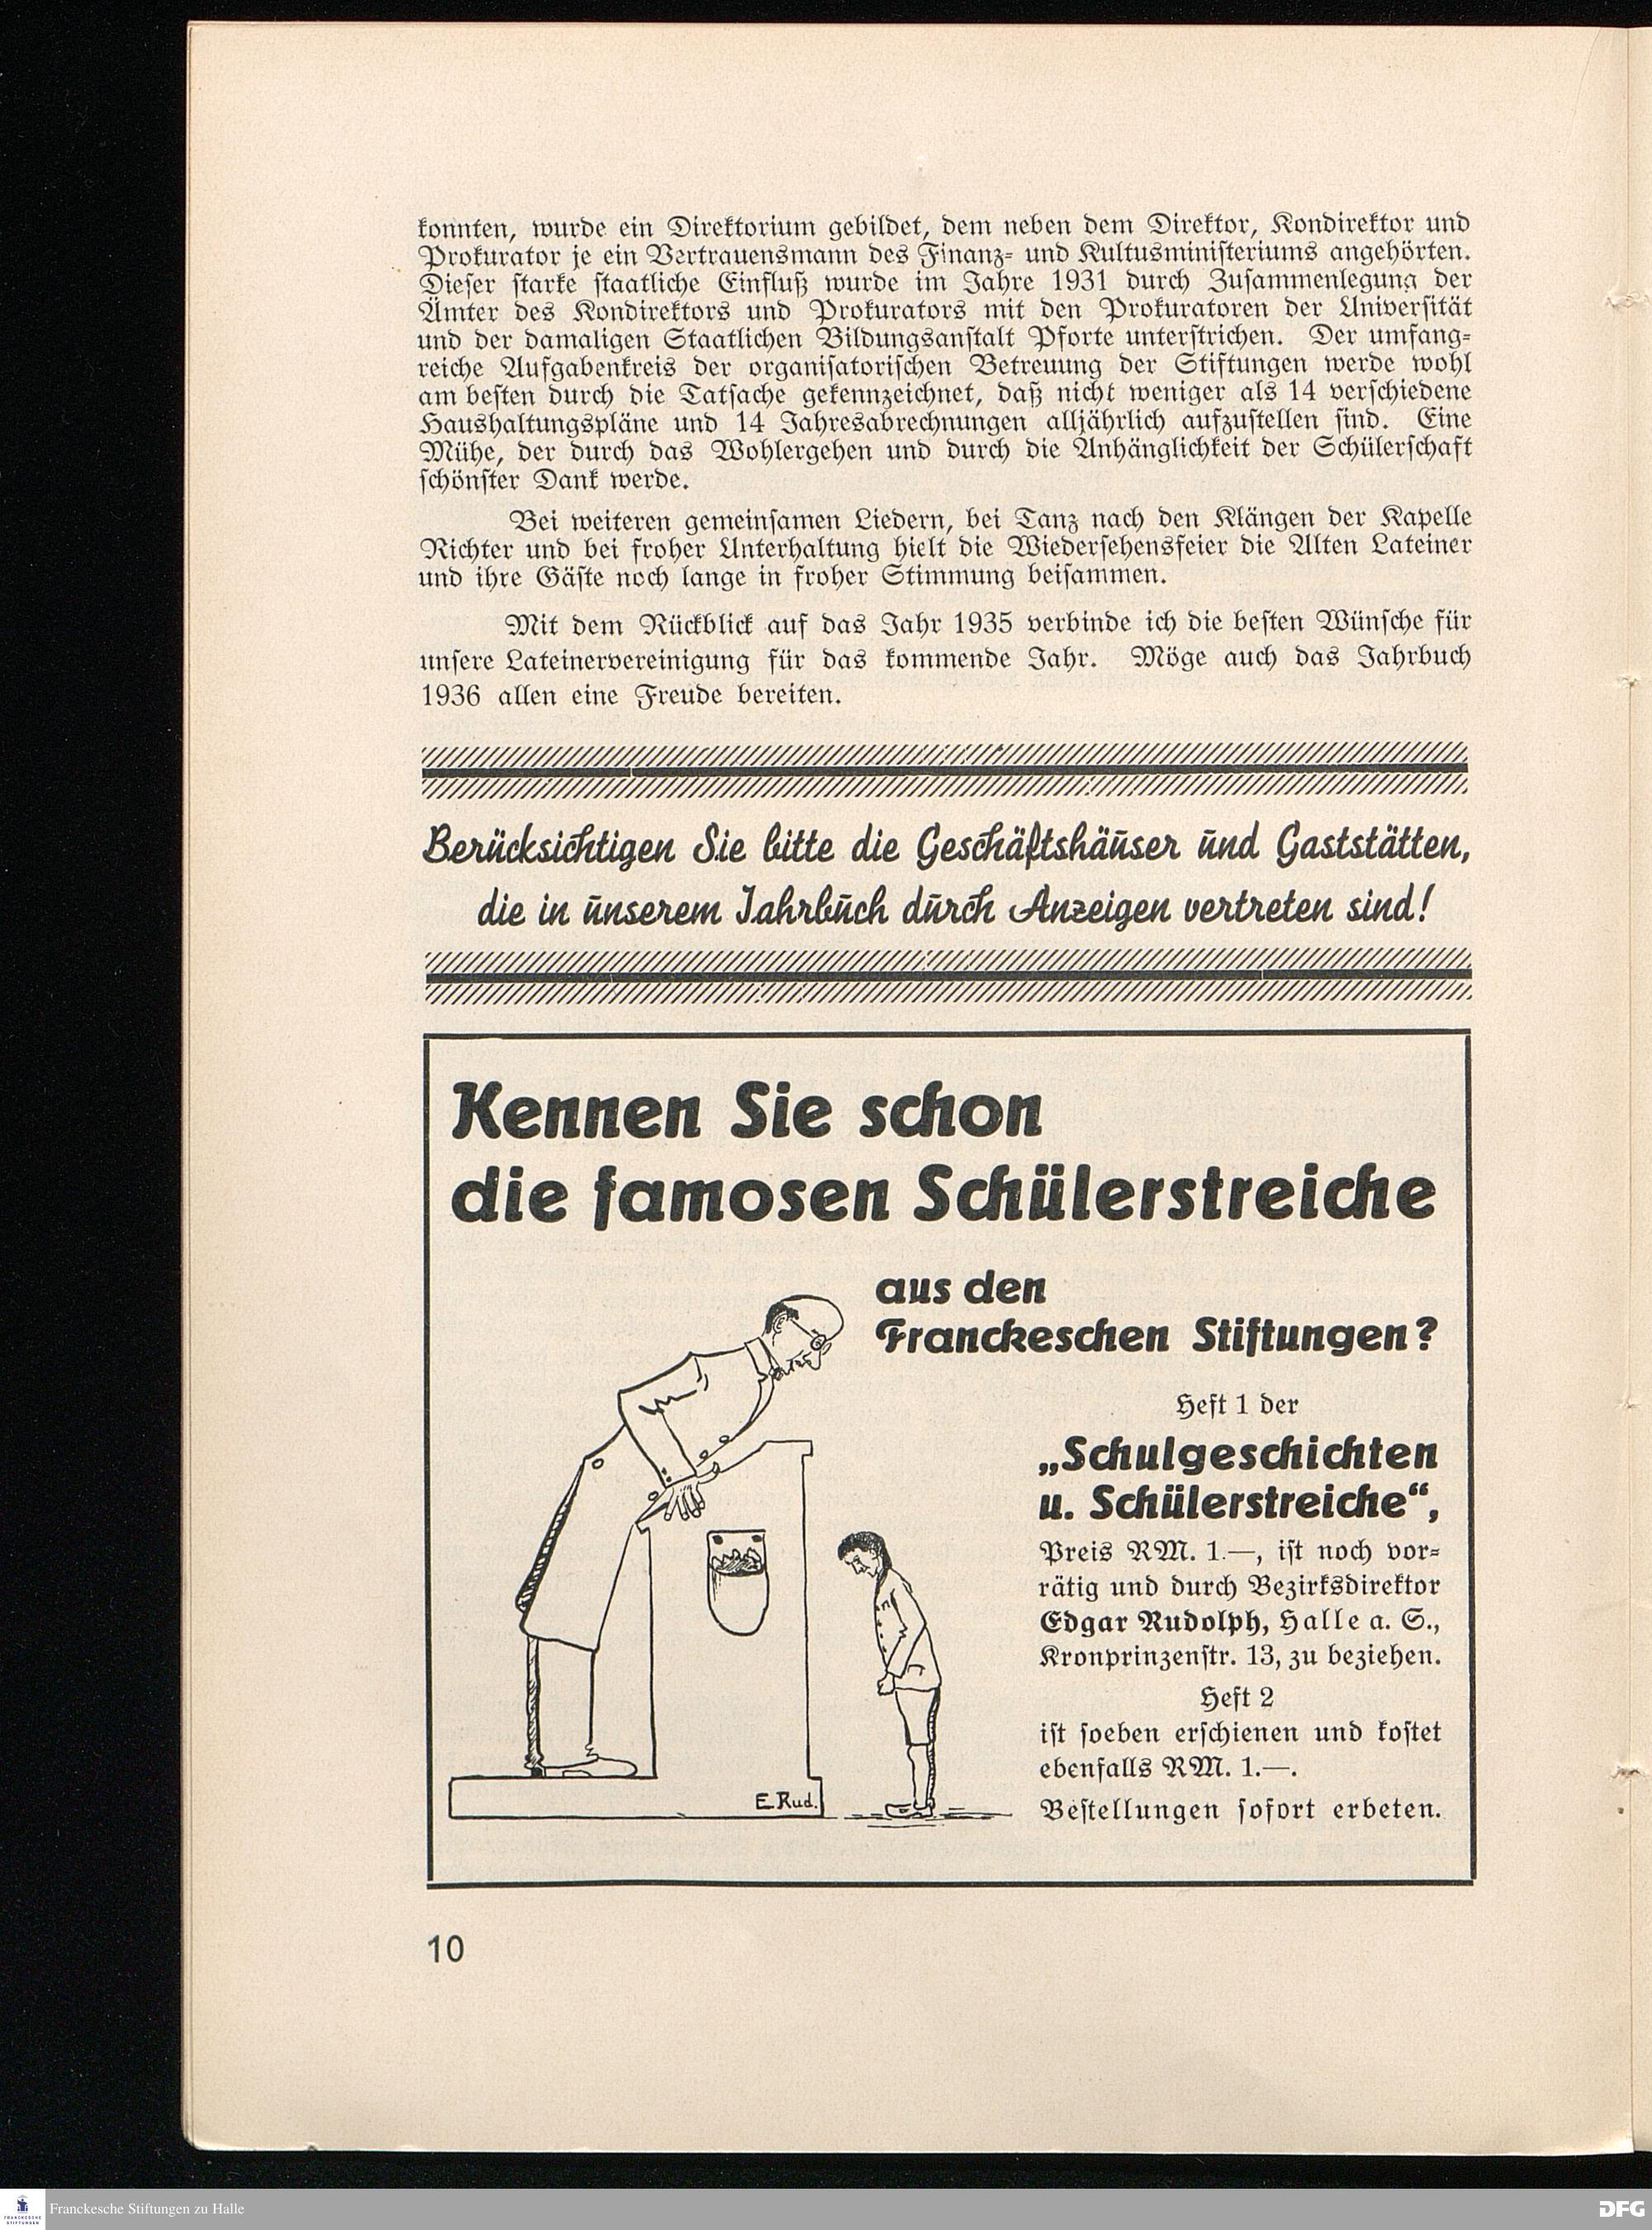 konnten, wurde ein Direktorium gebildet, dem neben dem Direktor, Kondirektor und
Prokurator je ein Vertrauensmann des Finanz- und Kultusministeriums angehörten.
Dieser starke staatliche Einfluß wurde im Jahre 1931 durch Zusammenlegung der
Ämter des Kondirektors und Prokurators mit den Prokuratoren der Universität
und der damaligen Staatlichen Bildungsanstalt Pforte unterstrichen. Der umfang-
reiche Aufgabenkreis der organisatorischen Betreuung der Stiftungen werde wohl
am besten durch die Tatsache gekennzeichnet, daß nicht weniger als 14 verschiedene
Haushaltungspläne und 14 Jahresabrechnungen alljährlich aufzustellen sind. Eine
Mühe, der durch das Wohlergehen und durch die Anhänglichkeit der Schülerschaft
schönster Dank werde.
Bei weiteren gemeinsamen Liedern, bei Tanz nach den Klängen der Kapelle
Richter und bei froher Unterhaltung hielt die Wiedersehensfeier die Alten Lateiner
und ihre Gäste noch lange in froher Stimmung beisammen.
Mit dem Rückblick auf das Jahr 1935 verbinde ich die besten Wünsche für
unsere Lateinervereinigung für das kommende Jahr. Möge auch das Jahrbuch
1936 allen eine Freude bereiten.
Berücksichtigen Sie bitte die Geschäftshäuser und Gaststätten,
die in unserem Jahrbuch durch Anzeigen vertreten sind!
Kennen Sie schon
die famosen Schülerstreiche
aus den
Franckeschen Stiftungen?
Heft 1 der
„Schulgeschichten
u. Schülerstreiche“,
Preis RM. 1.—, ist noch vor-
rätig und durch Bezirksdirektor
Edgar Rudolph, Halle a. S.,
Kronprinzenstr. 13, zu beziehen.
Heft 2
ist soeben erschienen und kostet
ebenfalls RM. 1.—.
Bestellungen sofort erbeten.
E. Rud.
10
Franckesche Stiftungen zu Halle
FRANCKESCHE
STIFTUNGEN
DFG